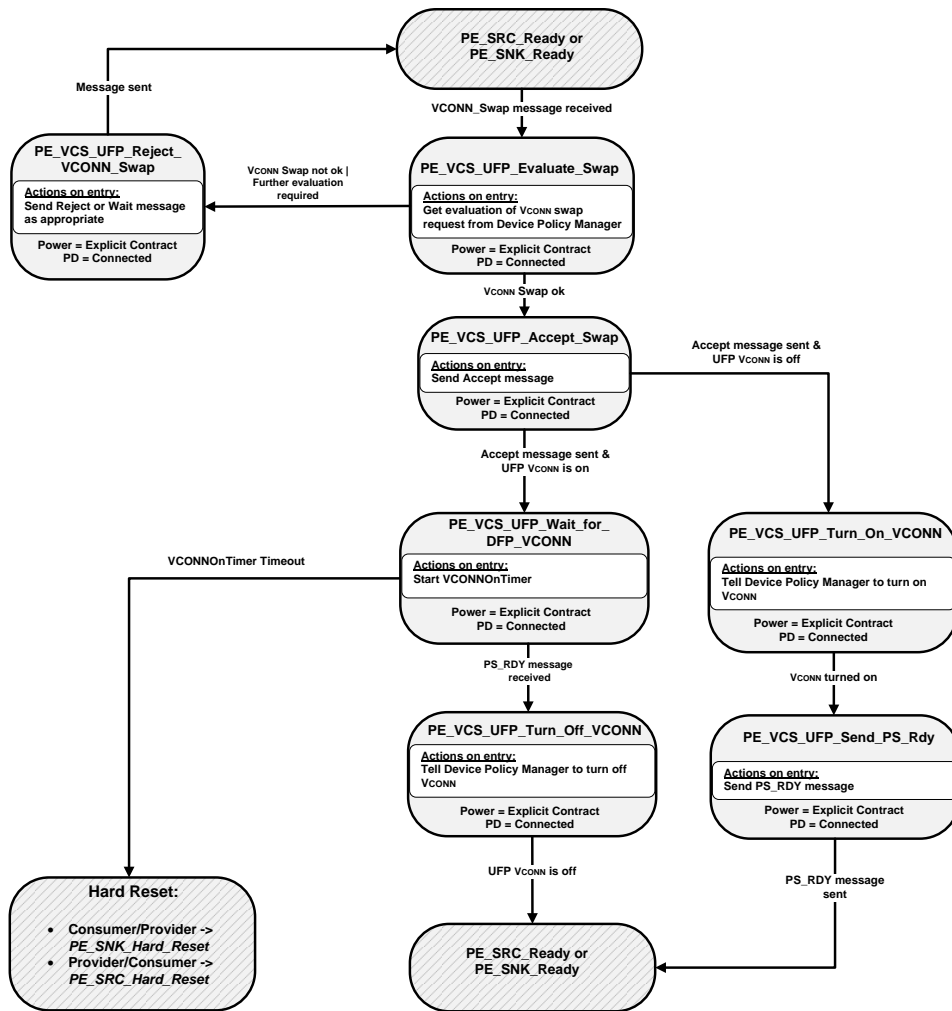 PE_SRC_Ready or
PE_SNK_Ready
Message sent
VCONN_Swap message received
PE_VCS_UFP_Reject_
VCONN_Swap
Actions on entry:
Send Reject or Wait message
as appropriate
Power = Explicit Contract
PD = Connected
VCONN Swap not ok |
Further evaluation
required
PE_VCS_UFP_Evaluate_Swap
Actions on entry:
Get evaluation of VCONN swap
request from Device Policy Manager
Power = Explicit Contract
PD = Connected
VCONN Swap ok
PE_VCS_UFP_Accept_Swap
Actions on entry:
Send Accept message
Power = Explicit Contract
PD = Connected
Accept message sent &
UFP VCONN is off
Accept message sent &
UFP VCONN is on
PE_VCS_UFP_Wait_for_
DFP_VCONN
Actions on entry:
Start VCONNOnTimer
Power = Explicit Contract
PD = Connected
VCONNOnTimer Timeout
PE_VCS_UFP_Turn_On_VCONN
Actions on entry:
Tell Device Policy Manager to turn on
VCONN
Power = Explicit Contract
PD = Connected
PS_RDY message
received
VCONN turned on
PE_VCS_UFP_Turn_Off_VCONN
Actions on entry:
Tell Device Policy Manager to turn off
VCONN
Power = Explicit Contract
PD = Connected
PE_VCS_UFP_Send_PS_Rdy
Actions on entry:
Send PS_RDY message
Power = Explicit Contract
PD = Connected
UFP VCONN is off
PS_RDY message
sent
Hard Reset:
• Consumer/Provider ->
PE_SNK_Hard_Reset
• Provider/Consumer ->
PE_SRC_Hard_Reset
PE_SRC_Ready or
PE_SNK_Ready